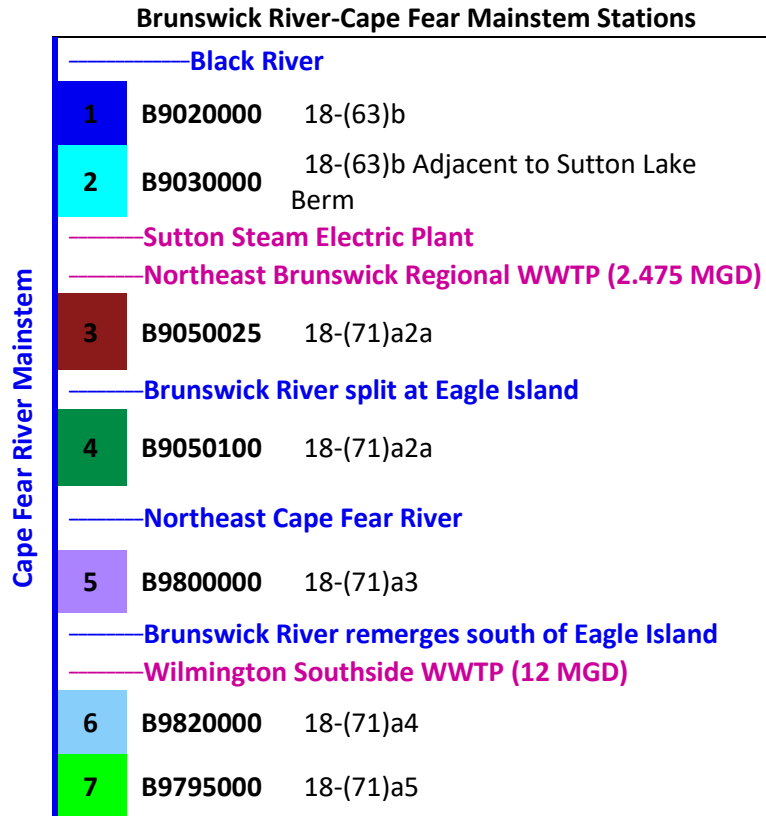 Brunswick River-Cape Fear Mainstem Stations
Black River
1 B9020000 18-(63)b
2 B9030000 18-(63)b Adjacent to Sutton Lake
Berm
Sutton Steam Electric Plant
Northeast Brunswick Regional WWTP (2.475 MGD)
3 B9050025 18-(71)a2a
Brunswick River split at Eagle Island
4 B9050100 18-(71)a2a
Northeast Cape Fear River
5 B9800000 18-(71)a3
Brunswick River remerges south of Eagle Island
Wilmington Southside WWTP (12 MGD)
6 B9820000 18-(71)a4
7 B9795000 18-(71)a5
Cape Fear River Mainstem